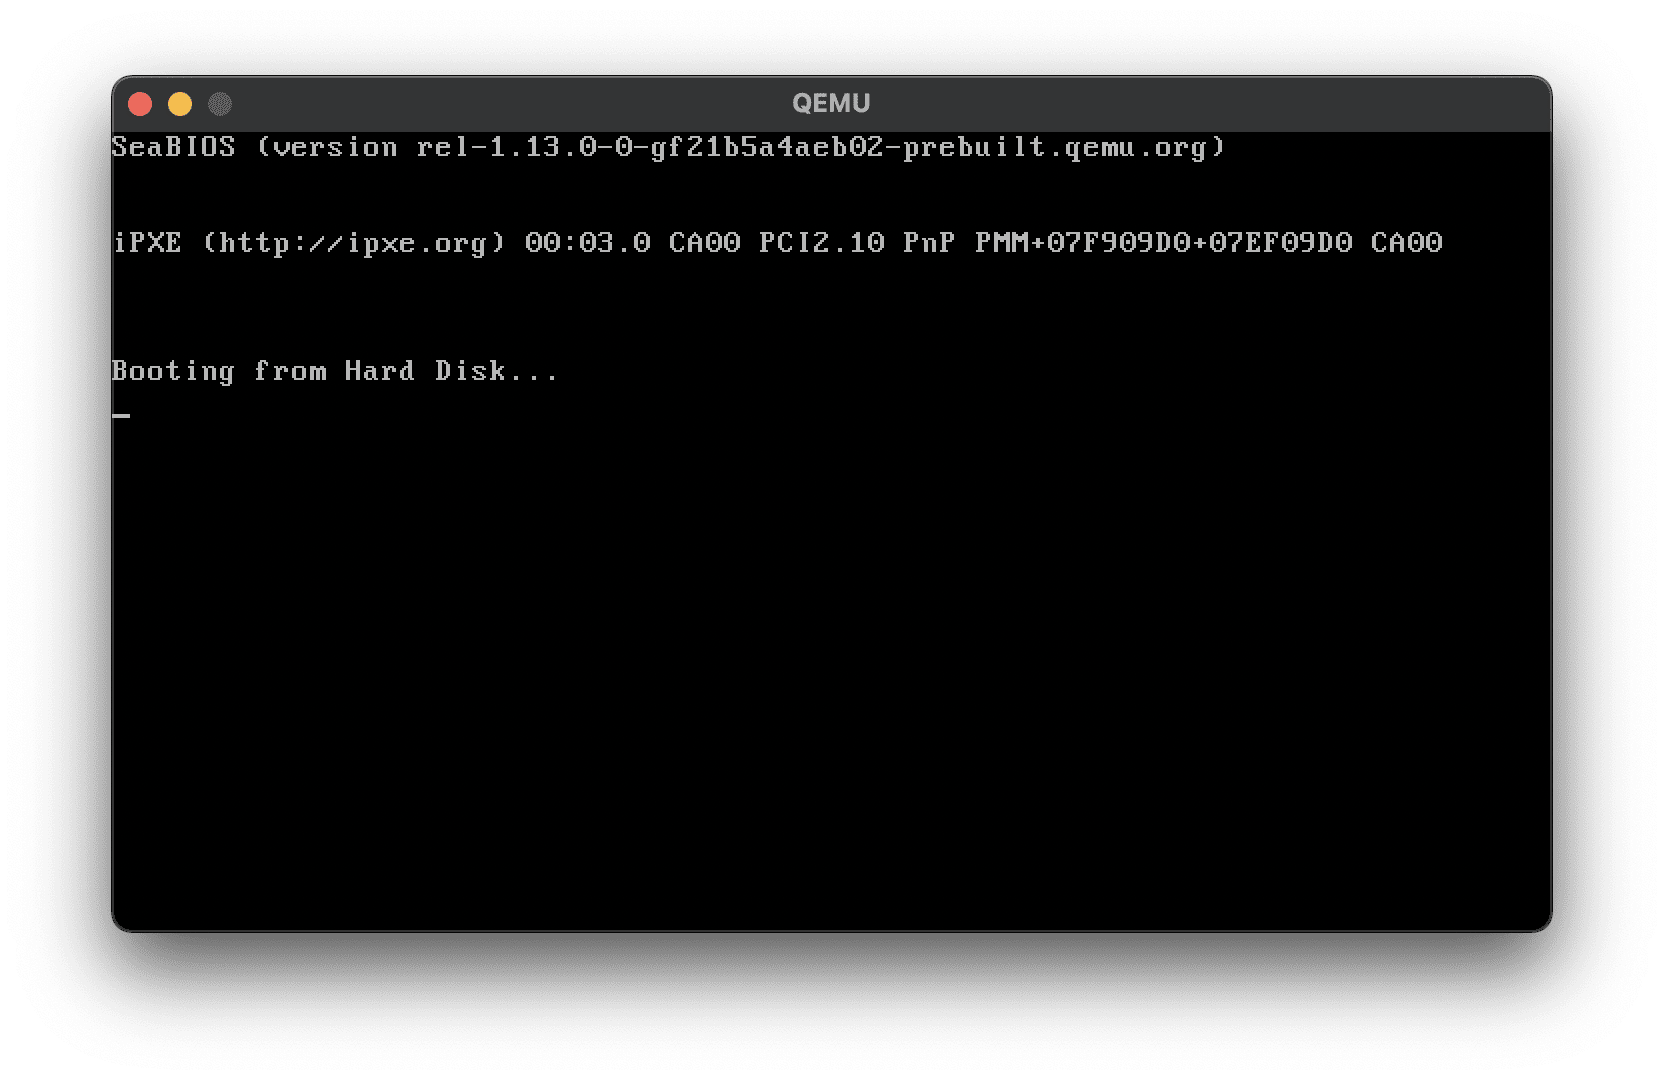 QEMU
SeaBIOS (version rel-1.13.0-0-gf21b5a4aeb02-prebuilt.qemu.org)
iPXE (http://ipxe.org) 00:03.0 CA00 PCI2.10 PnP PMM+07F909D0+07EF09D0 CA00
Booting from Hard Disk...